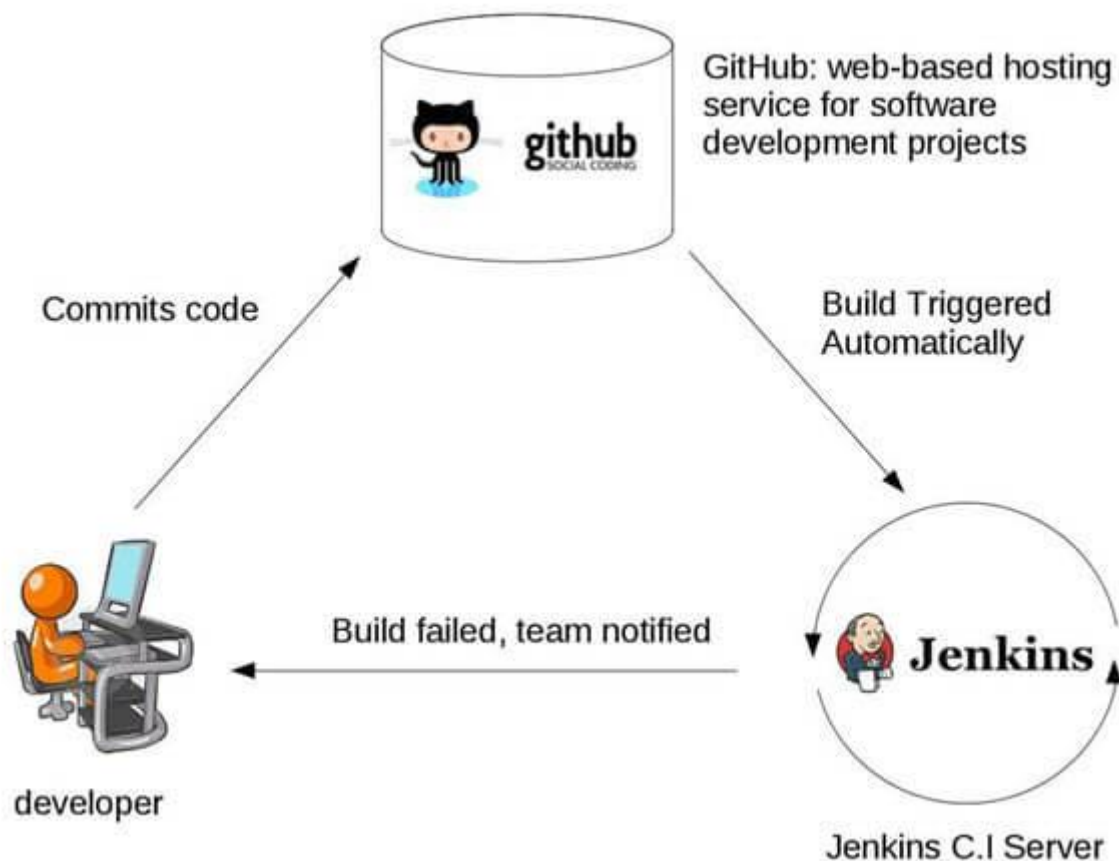 GitHub: web-based hosting
service for software
development projects
github
SOCIAL CODING
Commits code
Build Triggered
Automatically
Build failed, team notified
Jenkins
developer
Jenkins C.I Server